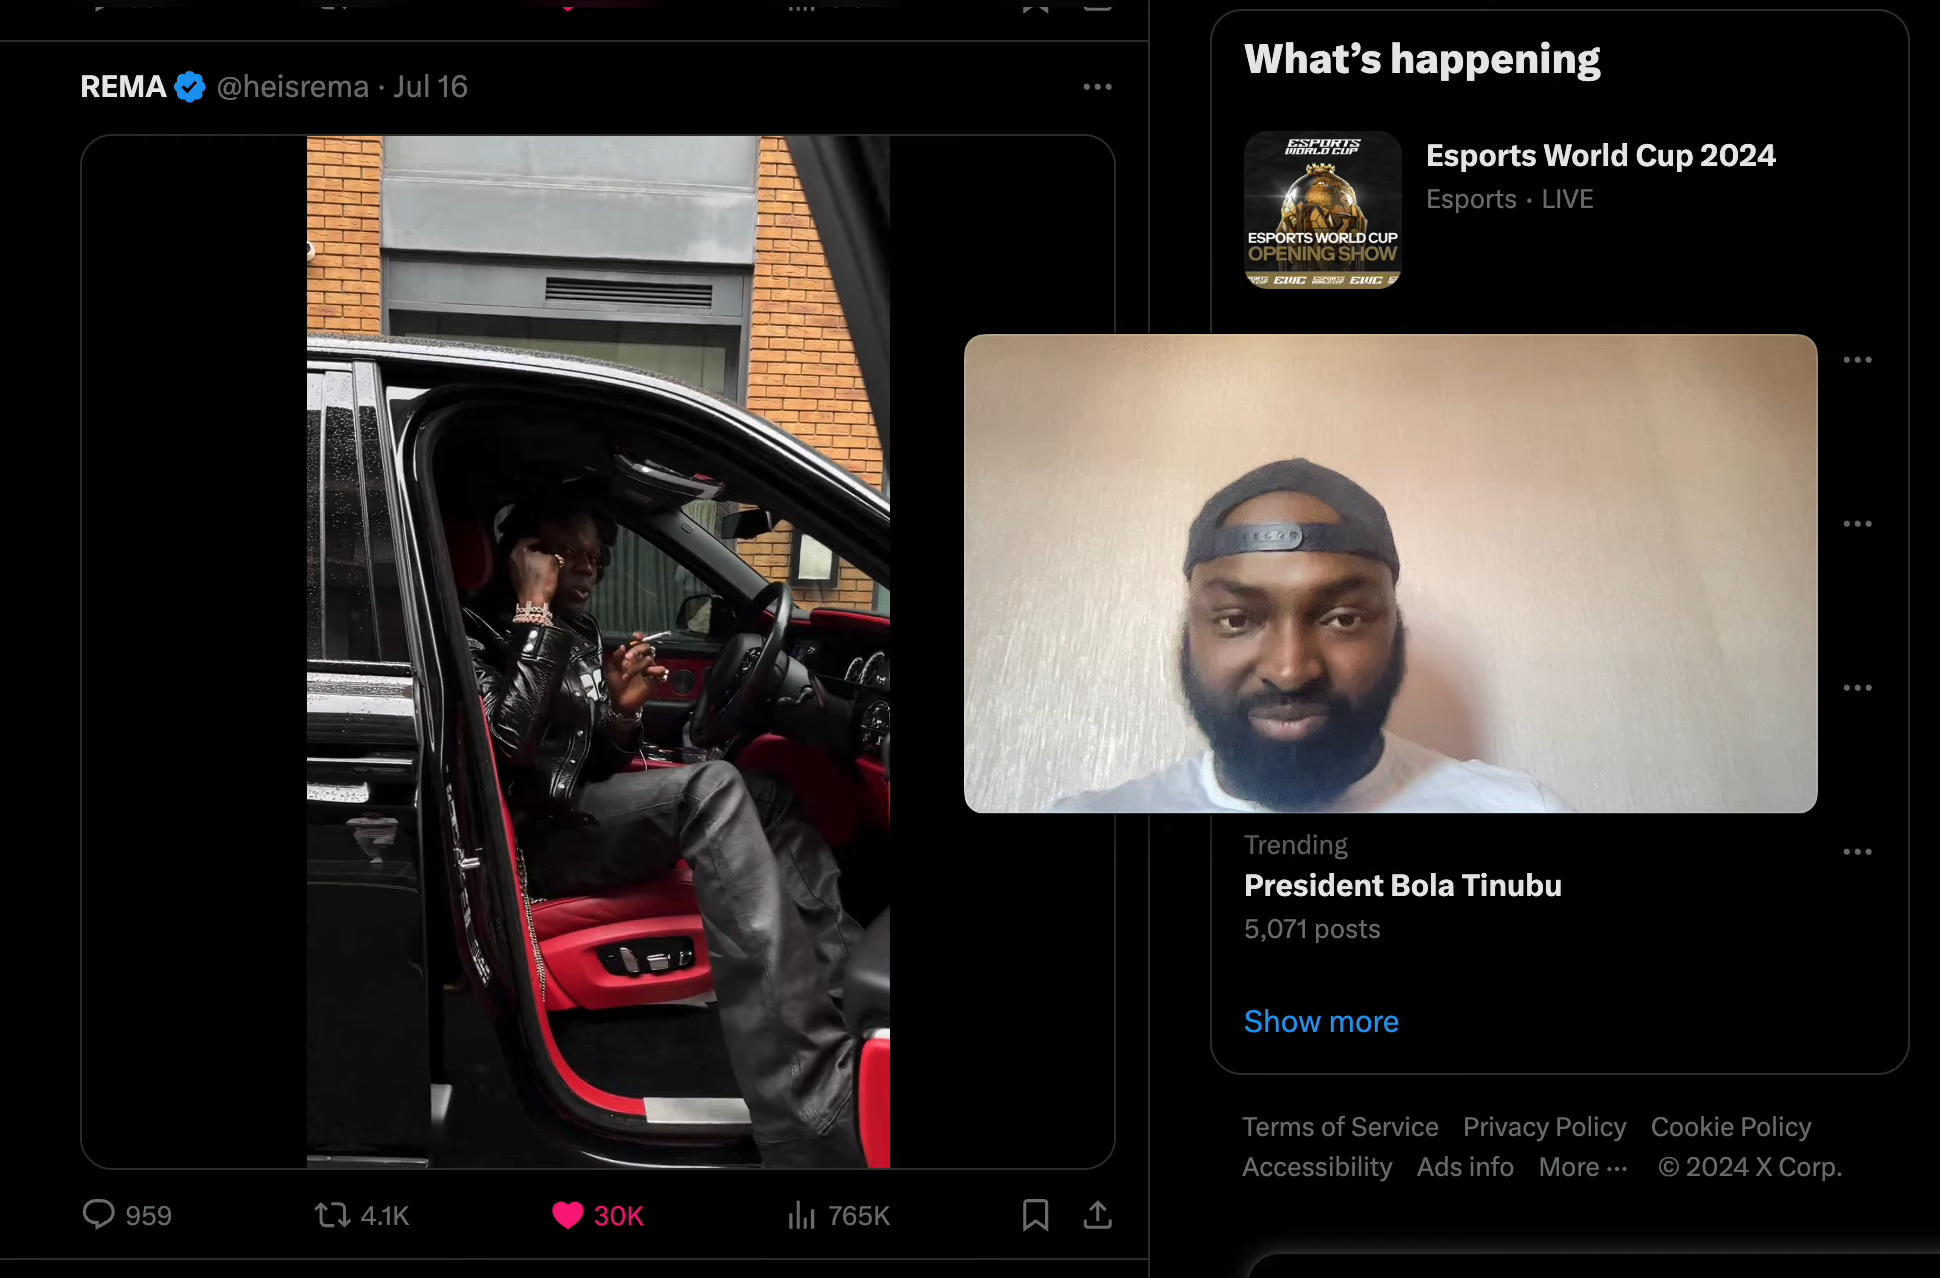 REMA @heisrema · Jul 16
959
4.1K
30K
765K
What's happening
ESPORTS
WORLD CUP
ESPORTS WORLD CUP
OPENING SHOW
EWC
EWC
Esports World Cup 2024
Esports · LIVE
Trending
President Bola Tinubu
5,071 posts
Show more
Terms of Service Privacy Policy Cookie Policy
Accessibility Ads info More ··· © 2024 X Corp.